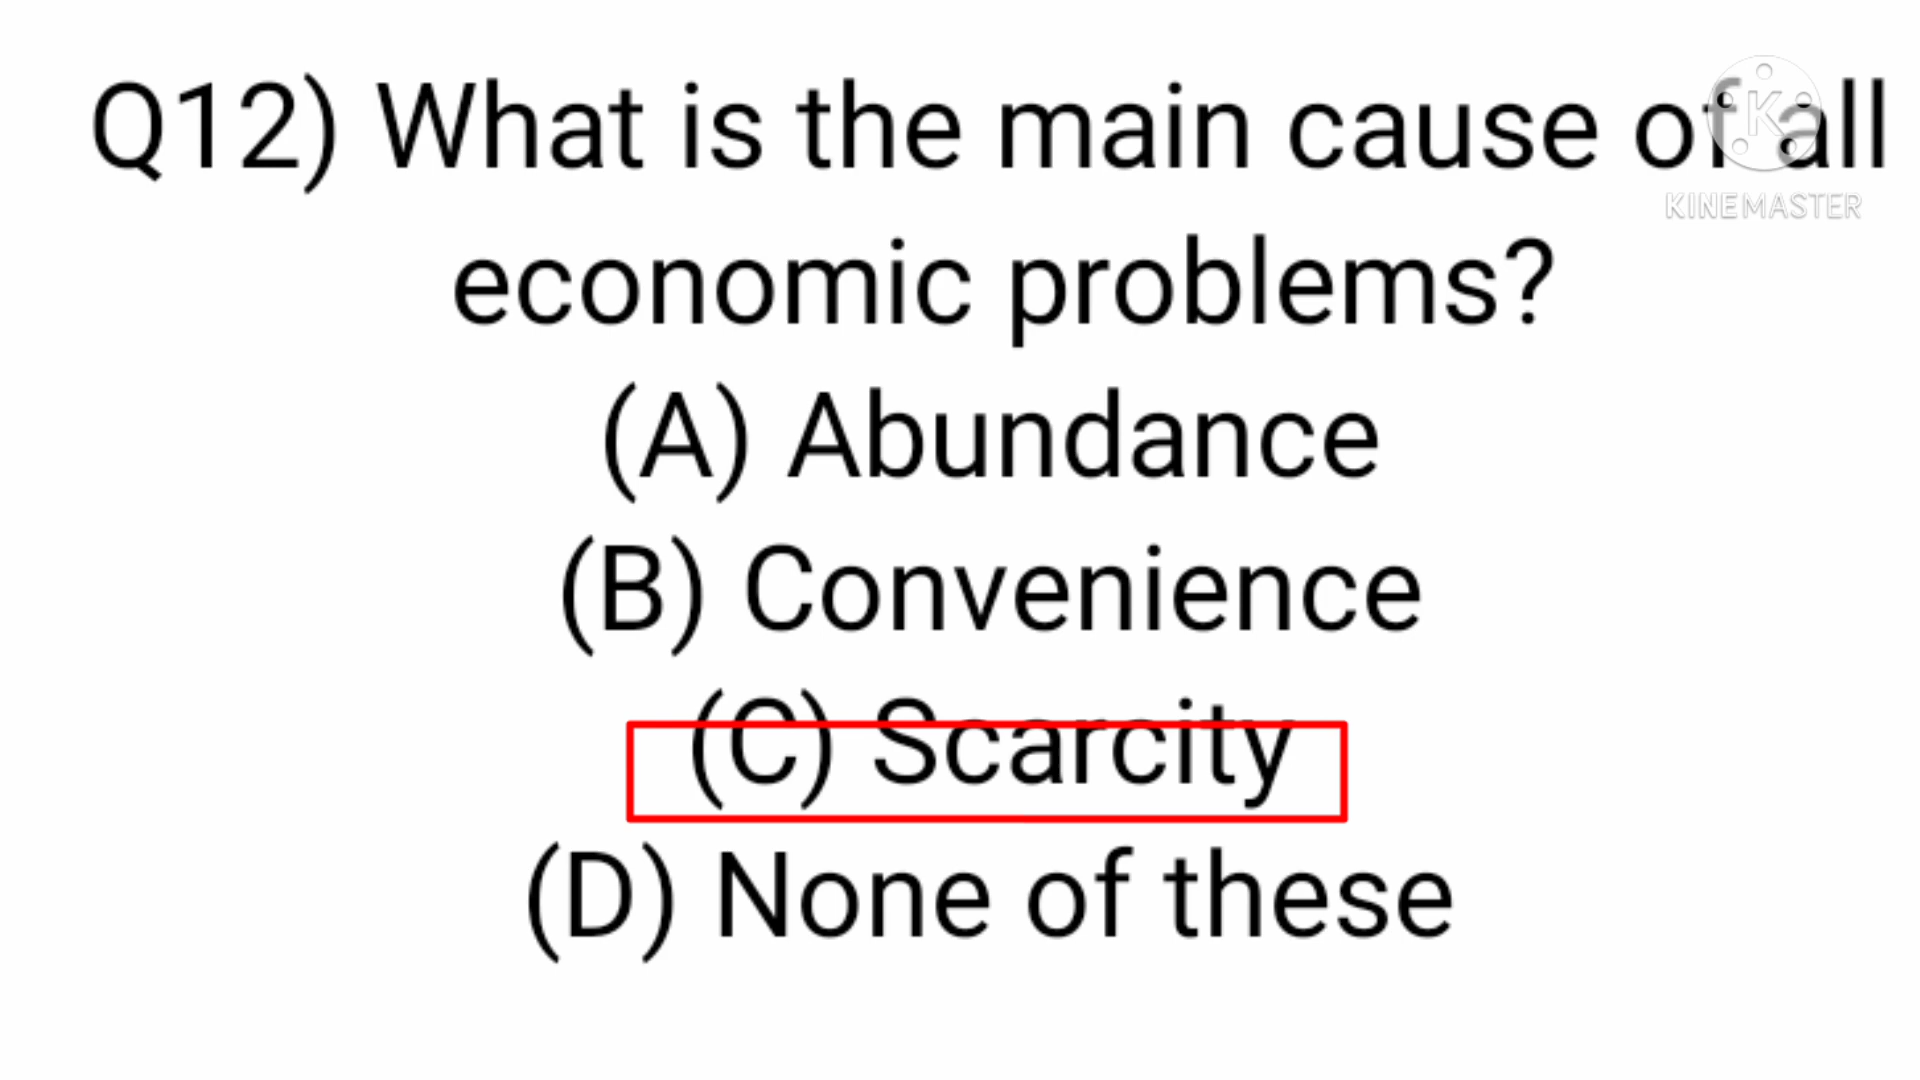 Q12) What is the main cause of all
KINEMASTER
economic problems?
(A) Abundance
(B) Convenience
(C) Scarcity
(D) None of these